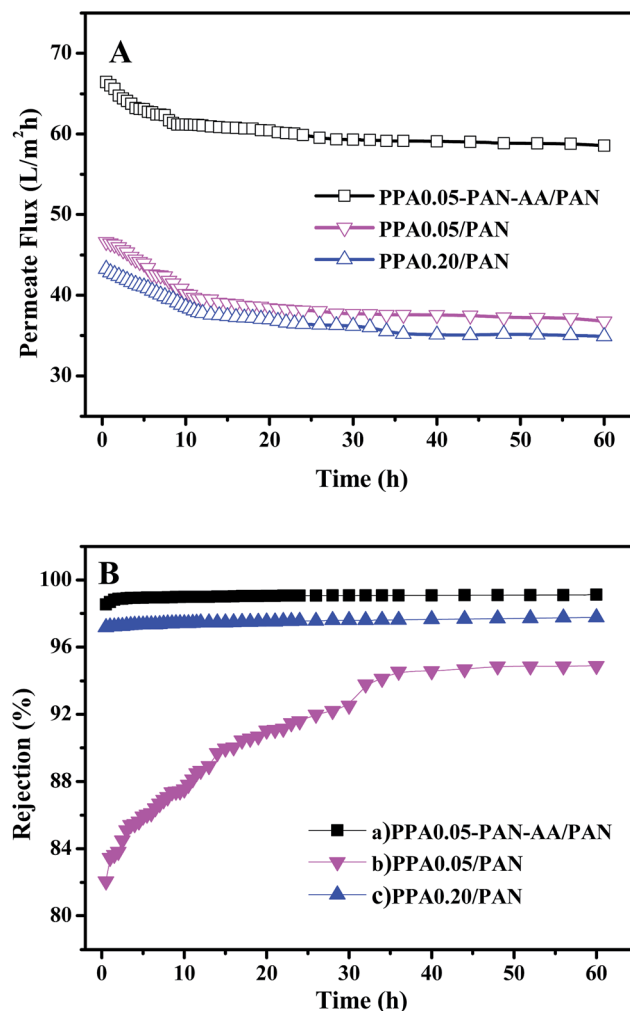 A
70
60
50
40
30
Permeate Flux (L/m²h)
PPA0.05-PAN-AA/PAN
PPA0.05/PAN
PPA0.20/PAN
0 10 20 30 40 50 60
Time (h)
B
100
96
92
88
84
80
Rejection (%)
a)PPA0.05-PAN-AA/PAN
b)PPA0.05/PAN
c)PPA0.20/PAN
0 10 20 30 40 50 60
Time (h)